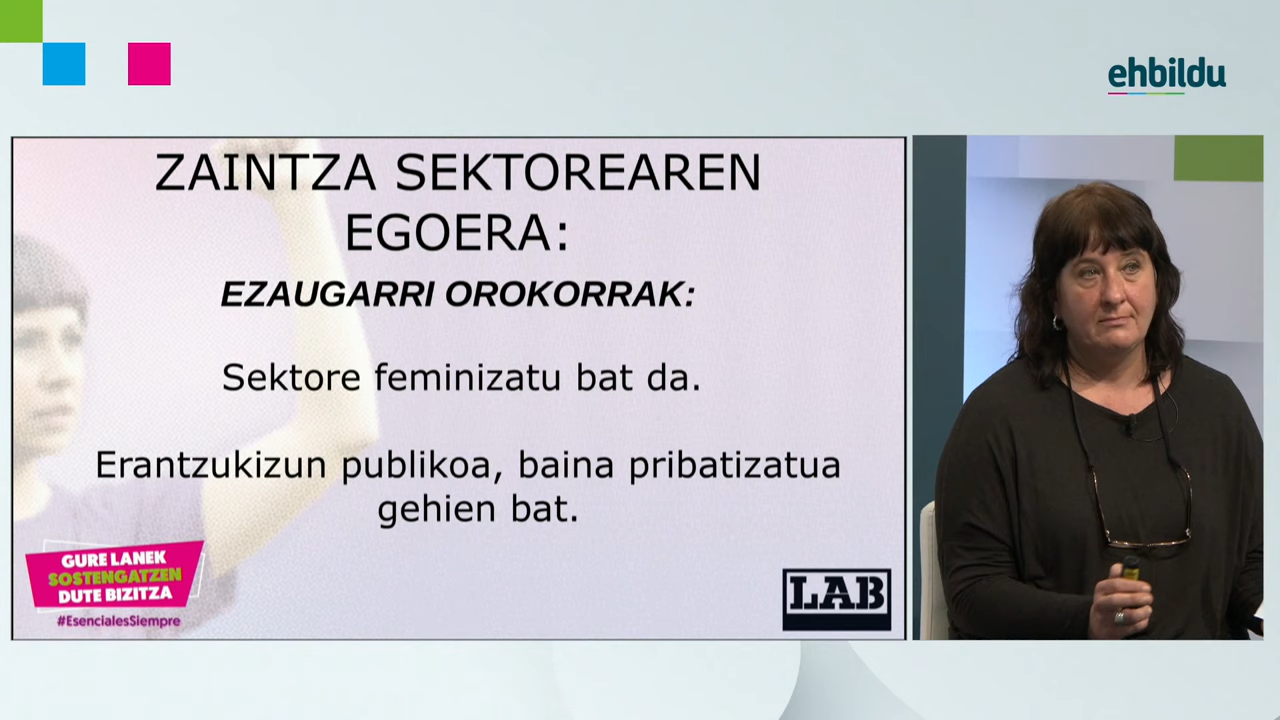 ehbildu
ZAINTZA SEKTOREAREN
EGOERA:
EZAUGARRI OROKORRAK:
Sektore feminizatu bat da.
Erantzukizun publikoa, baina pribatizatua
gehien bat.
GURE LANEK
SOSTENGATZEN
DUTE BIZITZA
#EsencialesSiempre
LAB